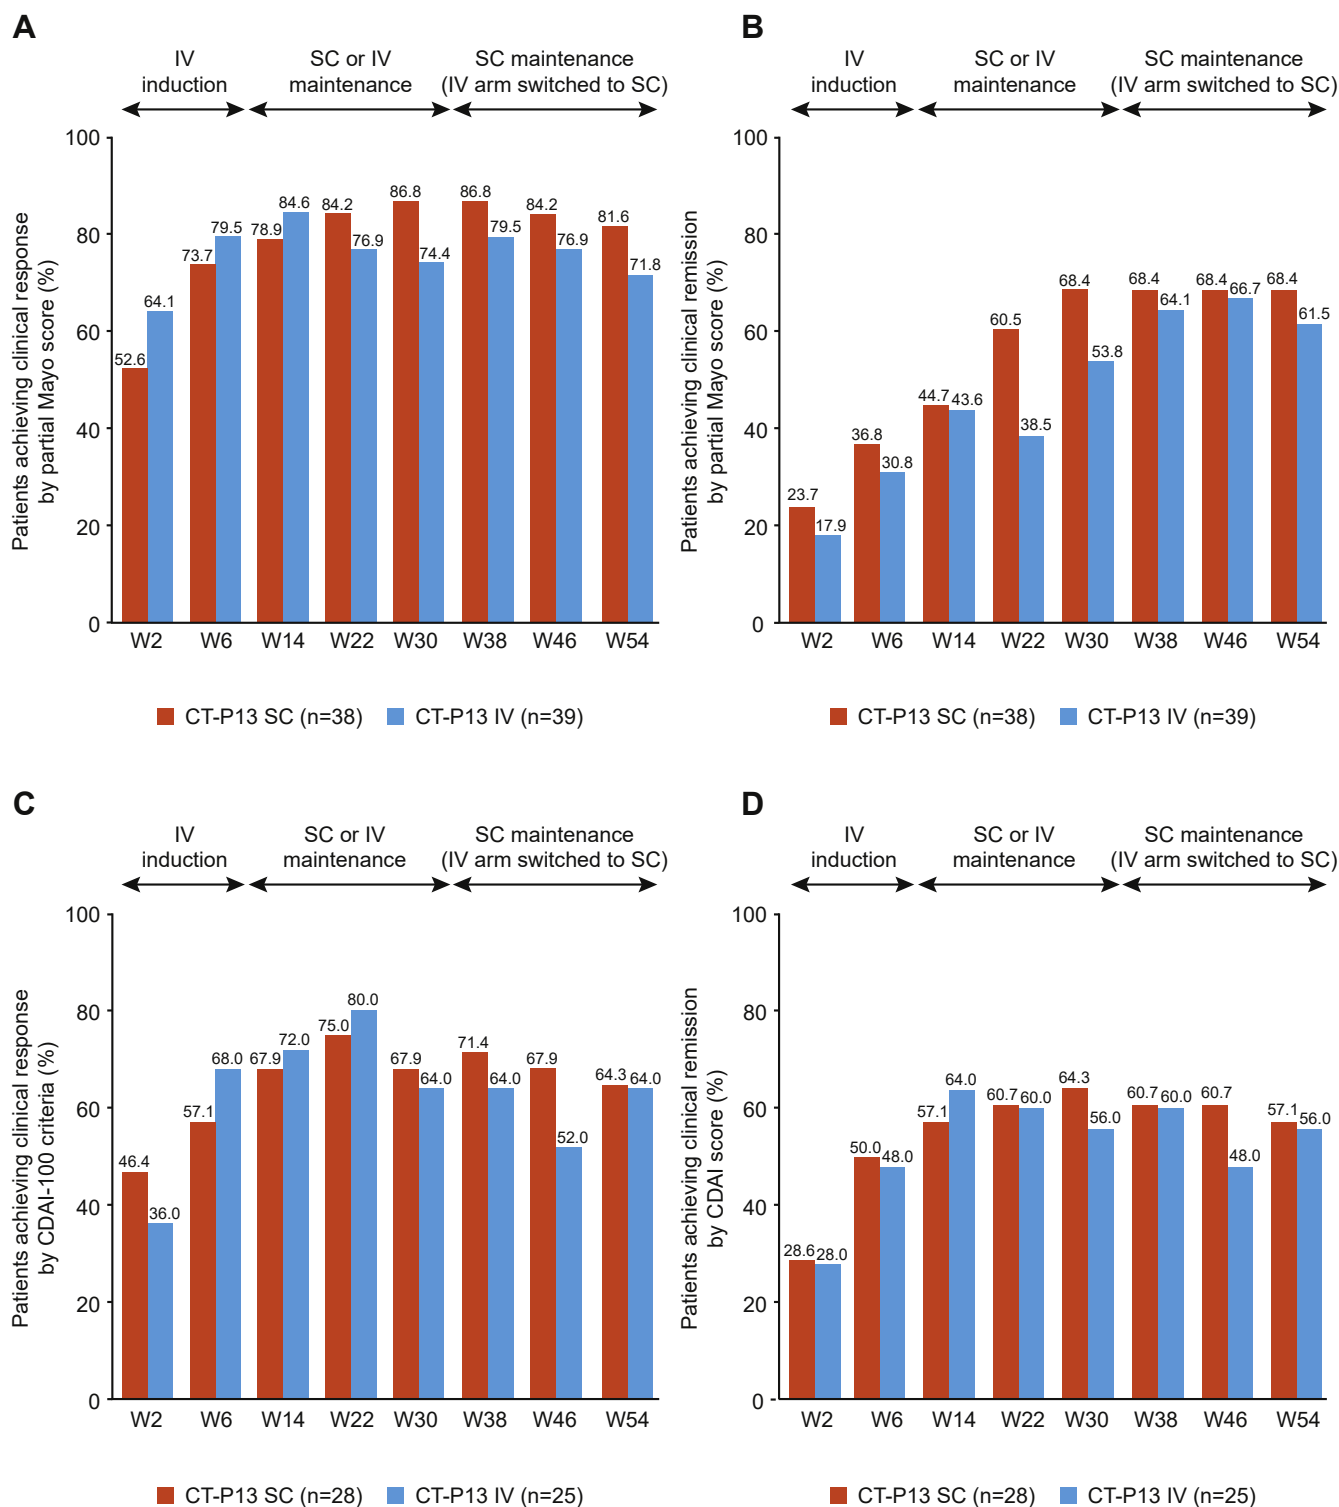 A
IV
induction
SC or IV
maintenance
SC maintenance
(IV arm switched to SC)
Patients achieving clinical response
by partial Mayo score (%)
100
80
60
40
20
0
52.6
64.1
73.7
79.5
78.9
84.6
84.2
76.9
86.8
74.4
86.8
79.5
84.2
76.9
81.6
71.8
W2 W6 W14 W22 W30 W38 W46 W54
CT-P13 SC (n=38) CT-P13 IV (n=39)
B
IV
induction
SC or IV
maintenance
SC maintenance
(IV arm switched to SC)
Patients achieving clinical remission
by partial Mayo score (%)
100
80
60
40
20
0
23.7
17.9
36.8
30.8
44.7
43.6
60.5
38.5
68.4
53.8
68.4
64.1
68.4
66.7
68.4
61.5
W2 W6 W14 W22 W30 W38 W46 W54
CT-P13 SC (n=38) CT-P13 IV (n=39)
C
IV
induction
SC or IV
maintenance
SC maintenance
(IV arm switched to SC)
Patients achieving clinical response
by CDAI-100 criteria (%)
100
80
60
40
20
0
46.4
36.0
57.1
68.0
67.9
72.0
75.0
80.0
67.9
64.0
71.4
64.0
67.9
52.0
64.3
64.0
W2 W6 W14 W22 W30 W38 W46 W54
CT-P13 SC (n=28) CT-P13 IV (n=25)
D
IV
induction
SC or IV
maintenance
SC maintenance
(IV arm switched to SC)
Patients achieving clinical remission
by CDAI score (%)
100
80
60
40
20
0
28.6
28.0
50.0
48.0
57.1
64.0
60.7
60.0
64.3
56.0
60.7
60.0
60.7
48.0
57.1
56.0
W2 W6 W14 W22 W30 W38 W46 W54
CT-P13 SC (n=28) CT-P13 IV (n=25)